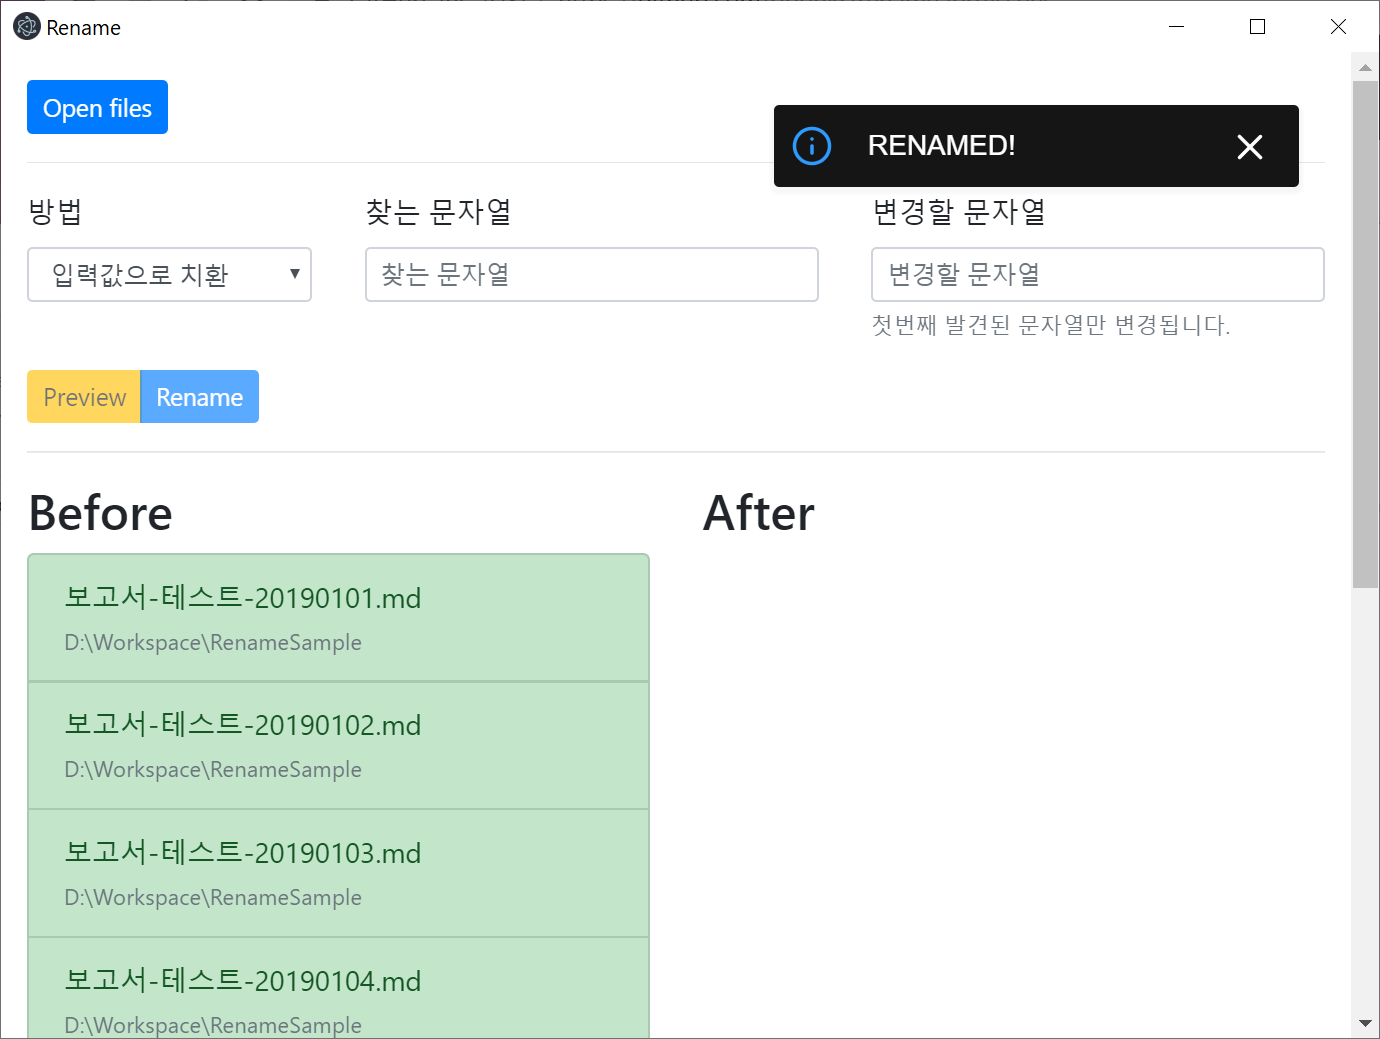 Rename
Open files
RENAMED!
방법
찾는 문자열
변경할 문자열
입력값으로 치환
찾는 문자열
변경할 문자열
첫번째 발견된 문자열만 변경됩니다.
Preview
Rename
Before
After
보고서-테스트-20190101.md
D:\Workspace\RenameSample
보고서-테스트-20190102.md
D:\Workspace\RenameSample
보고서-테스트-20190103.md
D:\Workspace\RenameSample
보고서-테스트-20190104.md
D:\Workspace\RenameSample